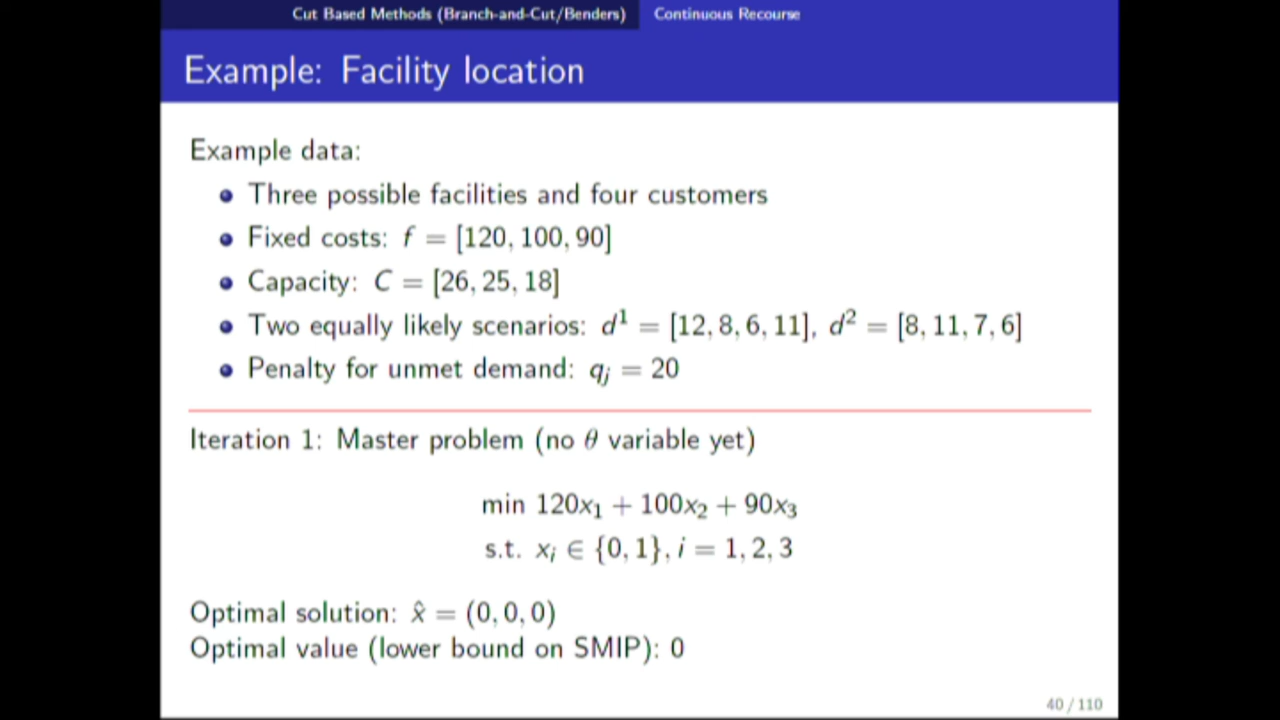 Cut Based Methods (Branch-and-Cut/Benders) Continuous Recourse
Example: Facility location
Example data:
Three possible facilities and four customers
Fixed costs: f = [120, 100, 90]
Capacity: C = [26, 25, 18]
Two equally likely scenarios: d¹ = [12, 8, 6, 11], d² = [8, 11, 7, 6]
Penalty for unmet demand: qⱼ = 20
Iteration 1: Master problem (no θ variable yet)
min 120x₁ + 100x₂ + 90x₃
s.t. xᵢ ∈ {0, 1}, i = 1, 2, 3
Optimal solution: x̂ = (0, 0, 0)
Optimal value (lower bound on SMIP): 0
40 / 110